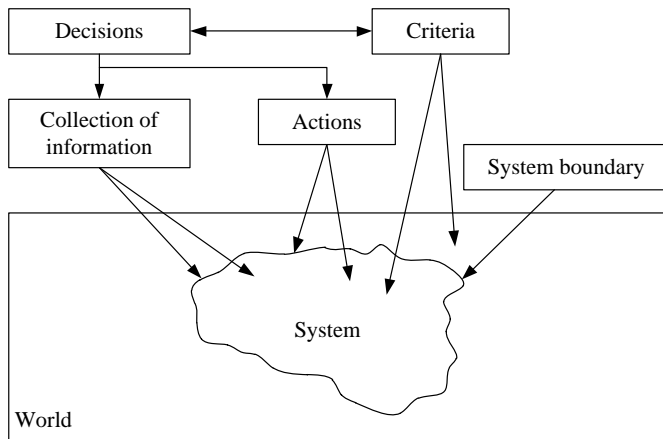 Decisions
Criteria
Collection of
information
Actions
System boundary
System
World